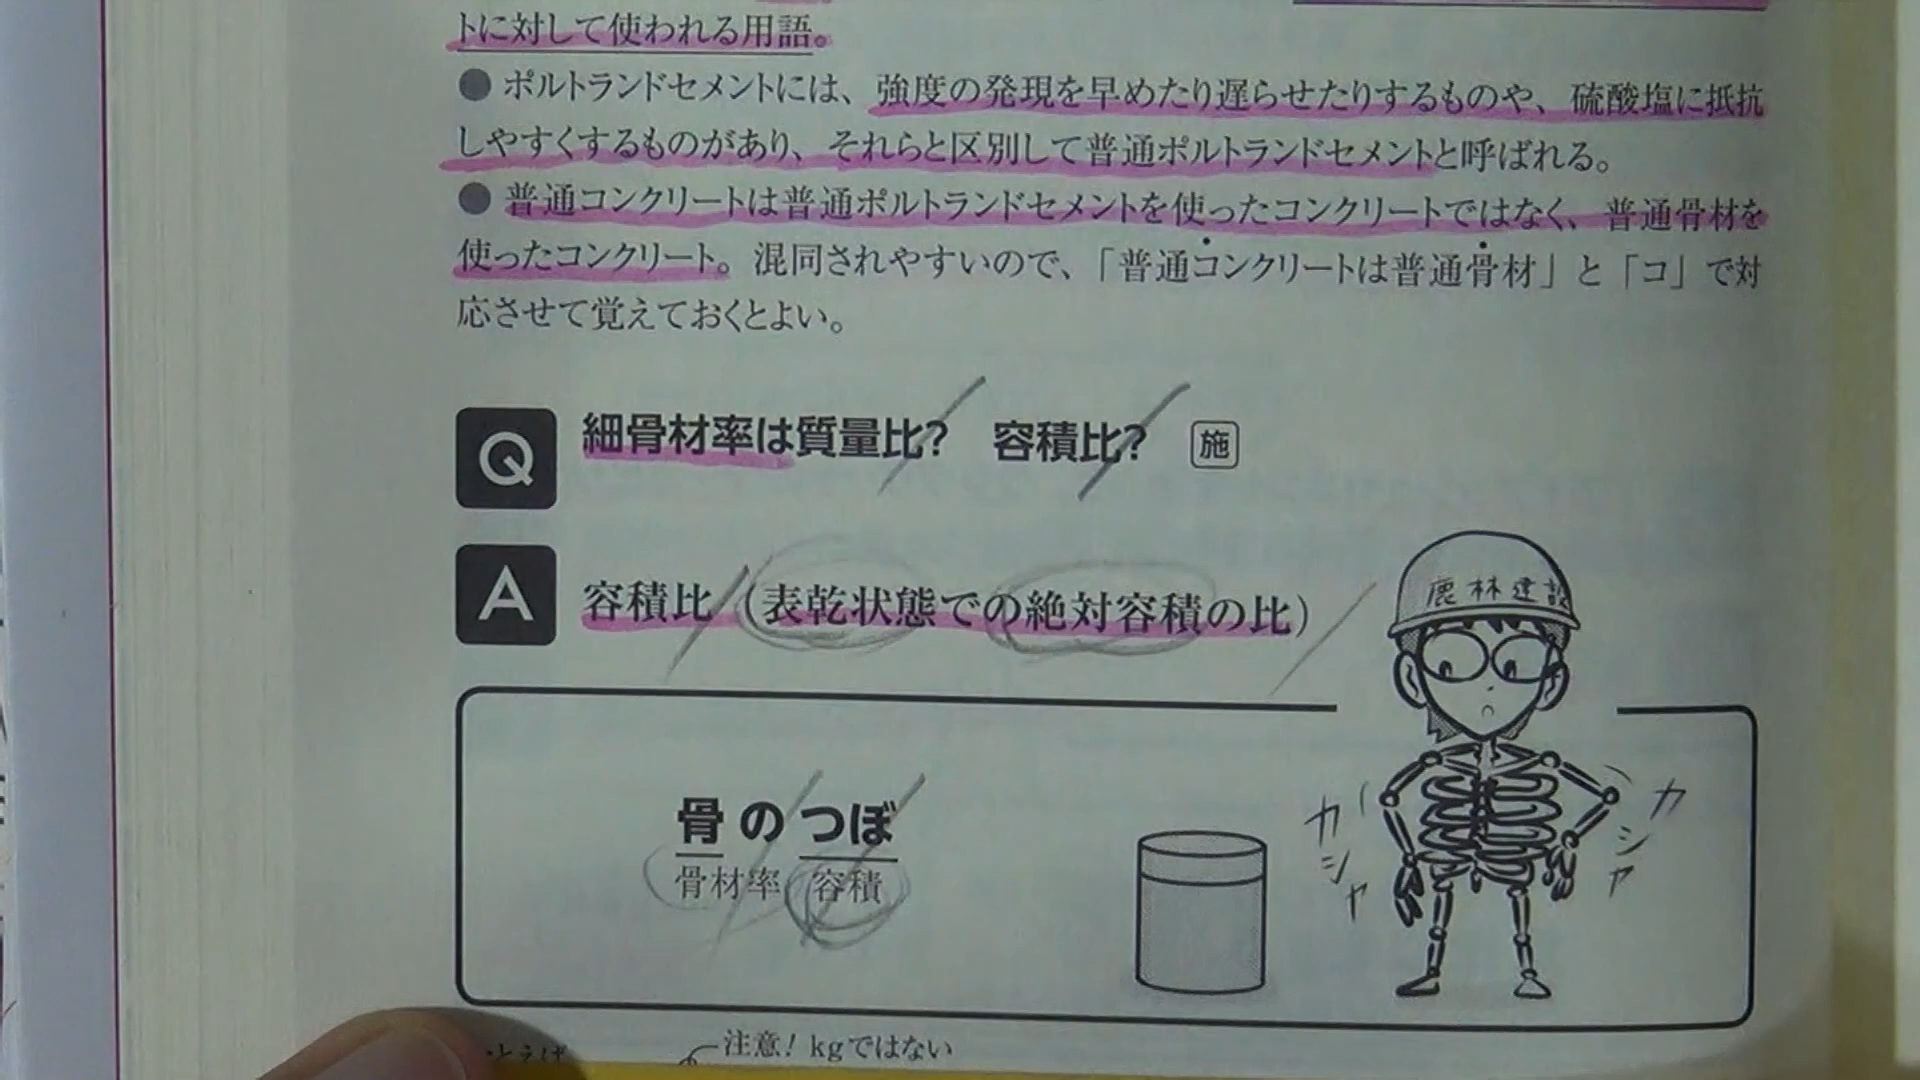 トに対して使われる用語。
● ポルトランドセメントには、強度の発現を早めたり遅らせたりするものや、硫酸塩に抵抗
しやすくするものがあり、それらと区別して普通ポルトランドセメントと呼ばれる。
● 普通コンクリートは普通ポルトランドセメントを使ったコンクリートではなく、普通骨材を
使ったコンクリート。混同されやすいので、「普通コンクリートは普通骨材」と「コ」で対
応させて覚えておくとよい。
Q 細骨材率は質量比? 容積比? 施
A 容積比（表乾状態での絶対容積の比）
鹿林建設
骨のつぼ
骨材率 容積
カシャ
カシャ
注意! kgではない